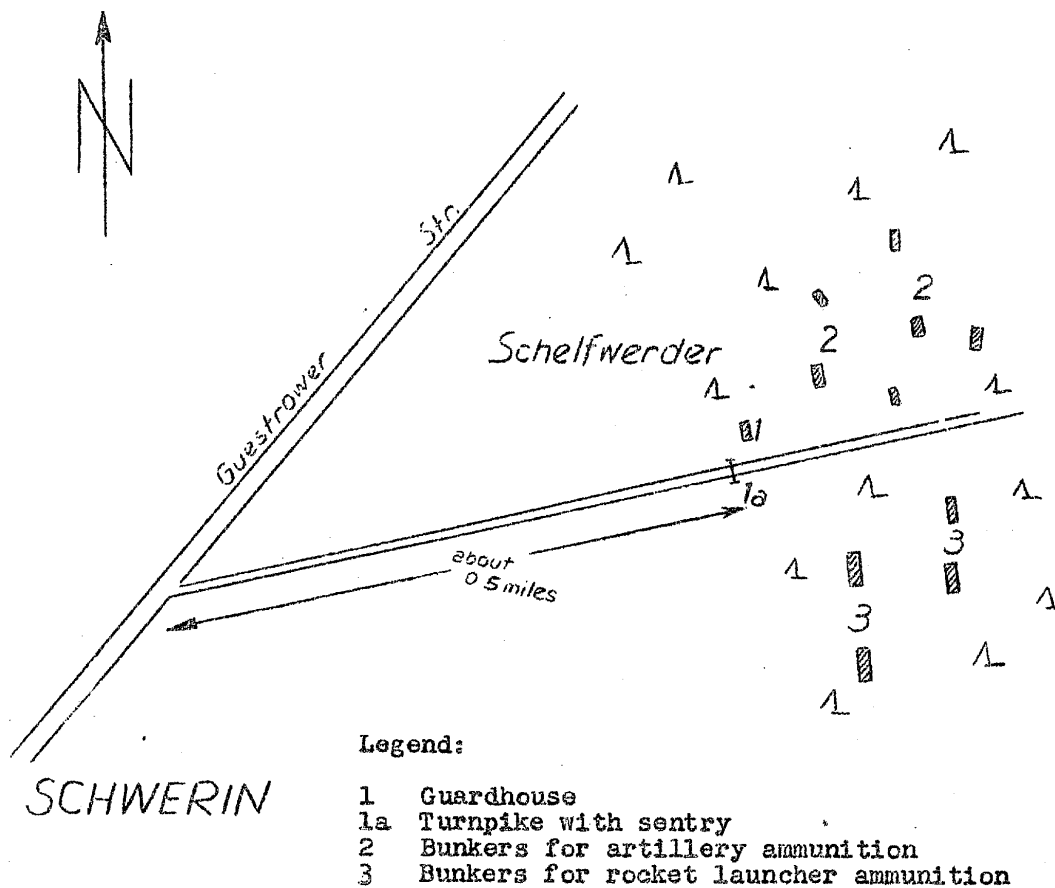 N
Str.
Guestrower
2
2
Schelfwerder
1
1a
about
0 5 miles
3
3
SCHWERIN
Legend:
1 Guardhouse
1a Turnpike with sentry
2 Bunkers for artillery ammunition
3 Bunkers for rocket launcher ammunition